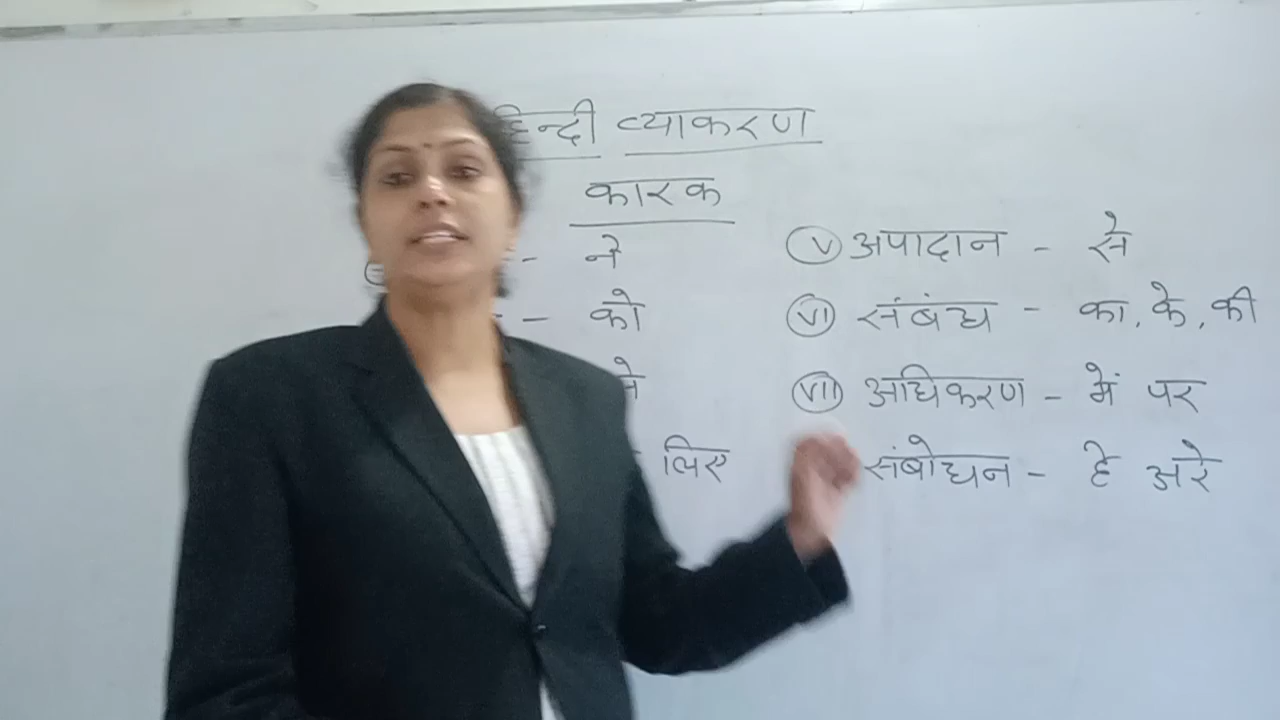 हिन्दी व्याकरण
कारक
- ने
- को
लिए
V अपादान - से
VI संबंध - का, के, की
VII अधिकरण - में पर
संबोधन - हे अरे